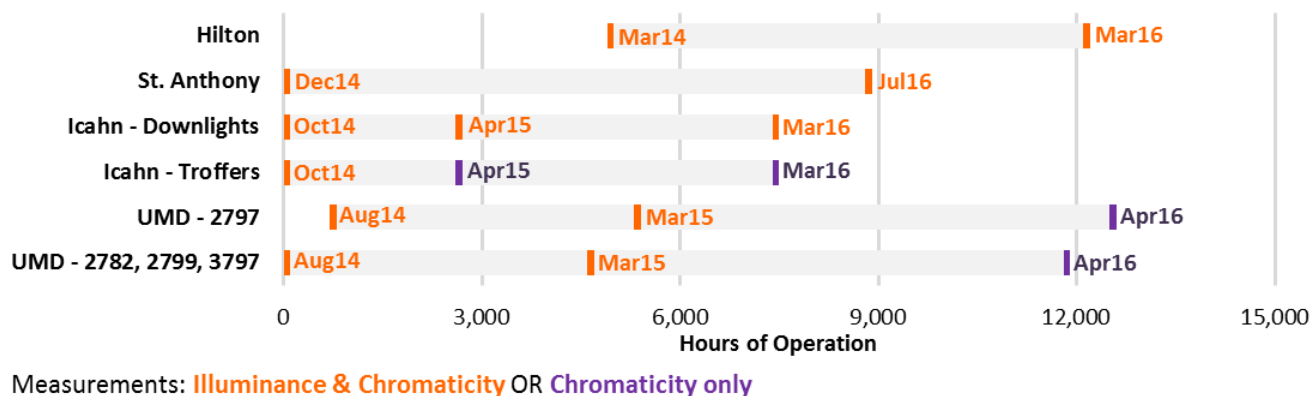 Hilton Mar14 Mar16
St. Anthony Dec14 Jul16
Icahn - Downlights Oct14 Apr15 Mar16
Icahn - Troffers Oct14 Apr15 Mar16
UMD - 2797 Aug14 Mar15 Apr16
UMD - 2782, 2799, 3797 Aug14 Mar15 Apr16
0 3,000 6,000 9,000 12,000 15,000
Hours of Operation
Measurements: Illuminance & Chromaticity OR Chromaticity only